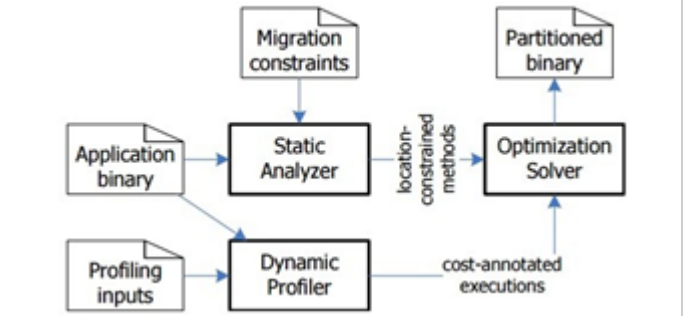 Migration
constraints
Partitioned
binary
Application
binary
Static
Analyzer
location-
constrained
methods
Optimization
Solver
Profiling
inputs
Dynamic
Profiler
cost-annotated
executions